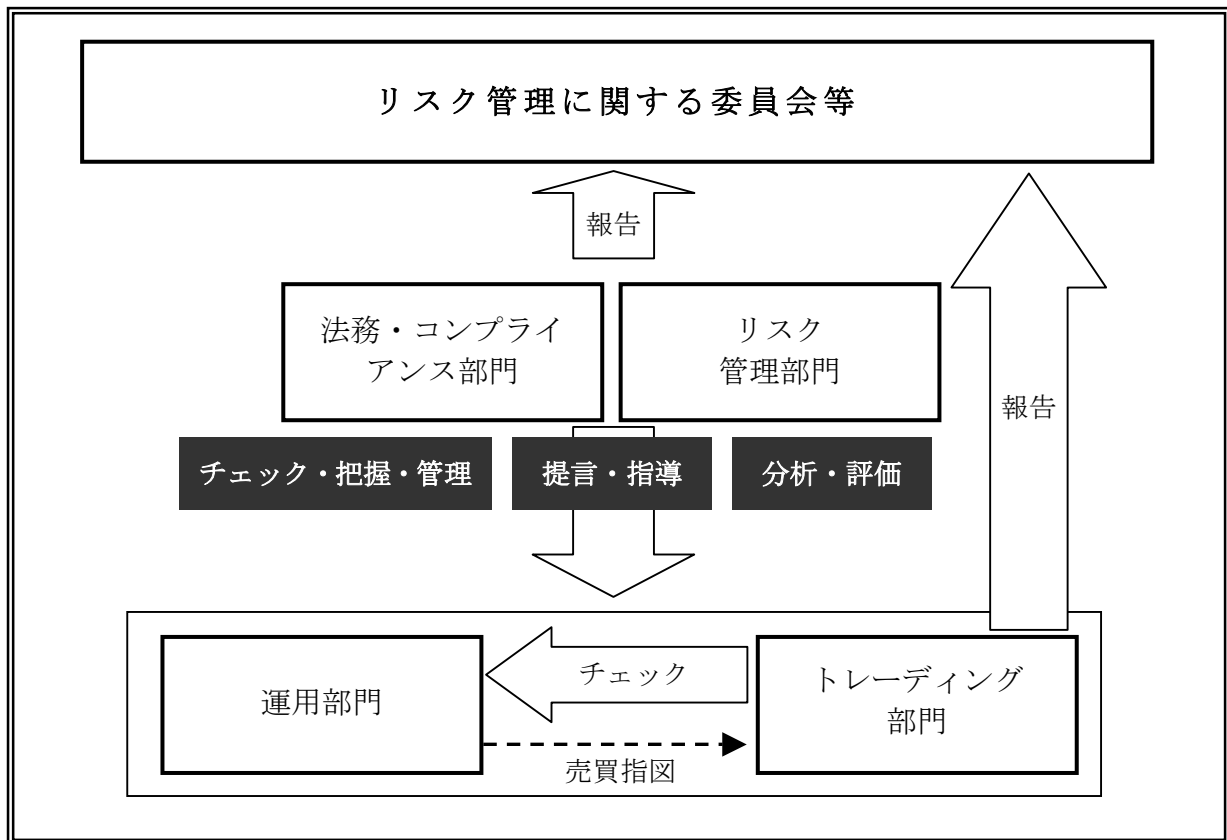 リスク管理に関する委員会等
報告
法務・コンプライ
アンス部門
リスク
管理部門
報告
チェック・把握・管理
提言・指導
分析・評価
運用部門
チェック
トレーディング
部門
売買指図